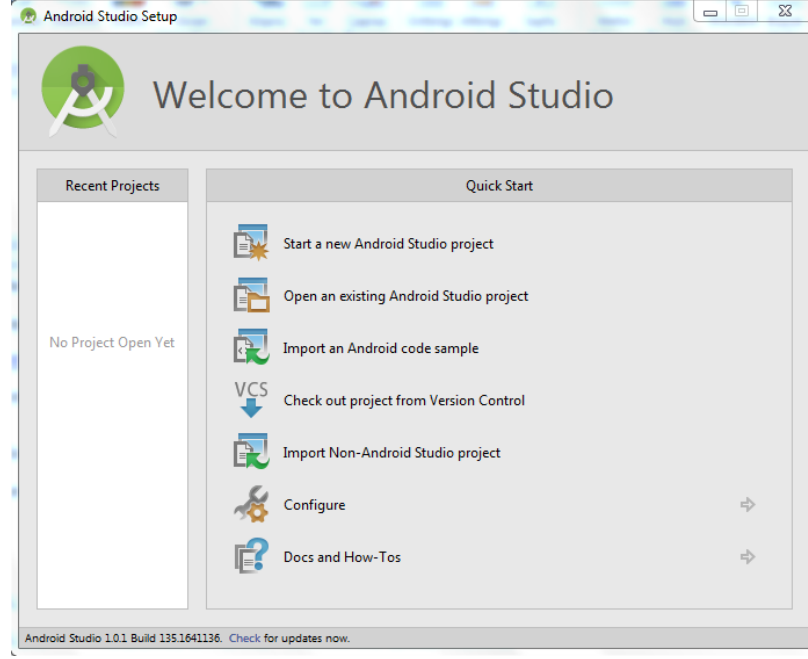 Android Studio Setup
Welcome to Android Studio
Recent Projects
No Project Open Yet
Quick Start
Start a new Android Studio project
Open an existing Android Studio project
Import an Android code sample
VCS
Check out project from Version Control
Import Non-Android Studio project
Configure
Docs and How-Tos
Android Studio 1.0.1 Build 135.1641136. Check for updates now.